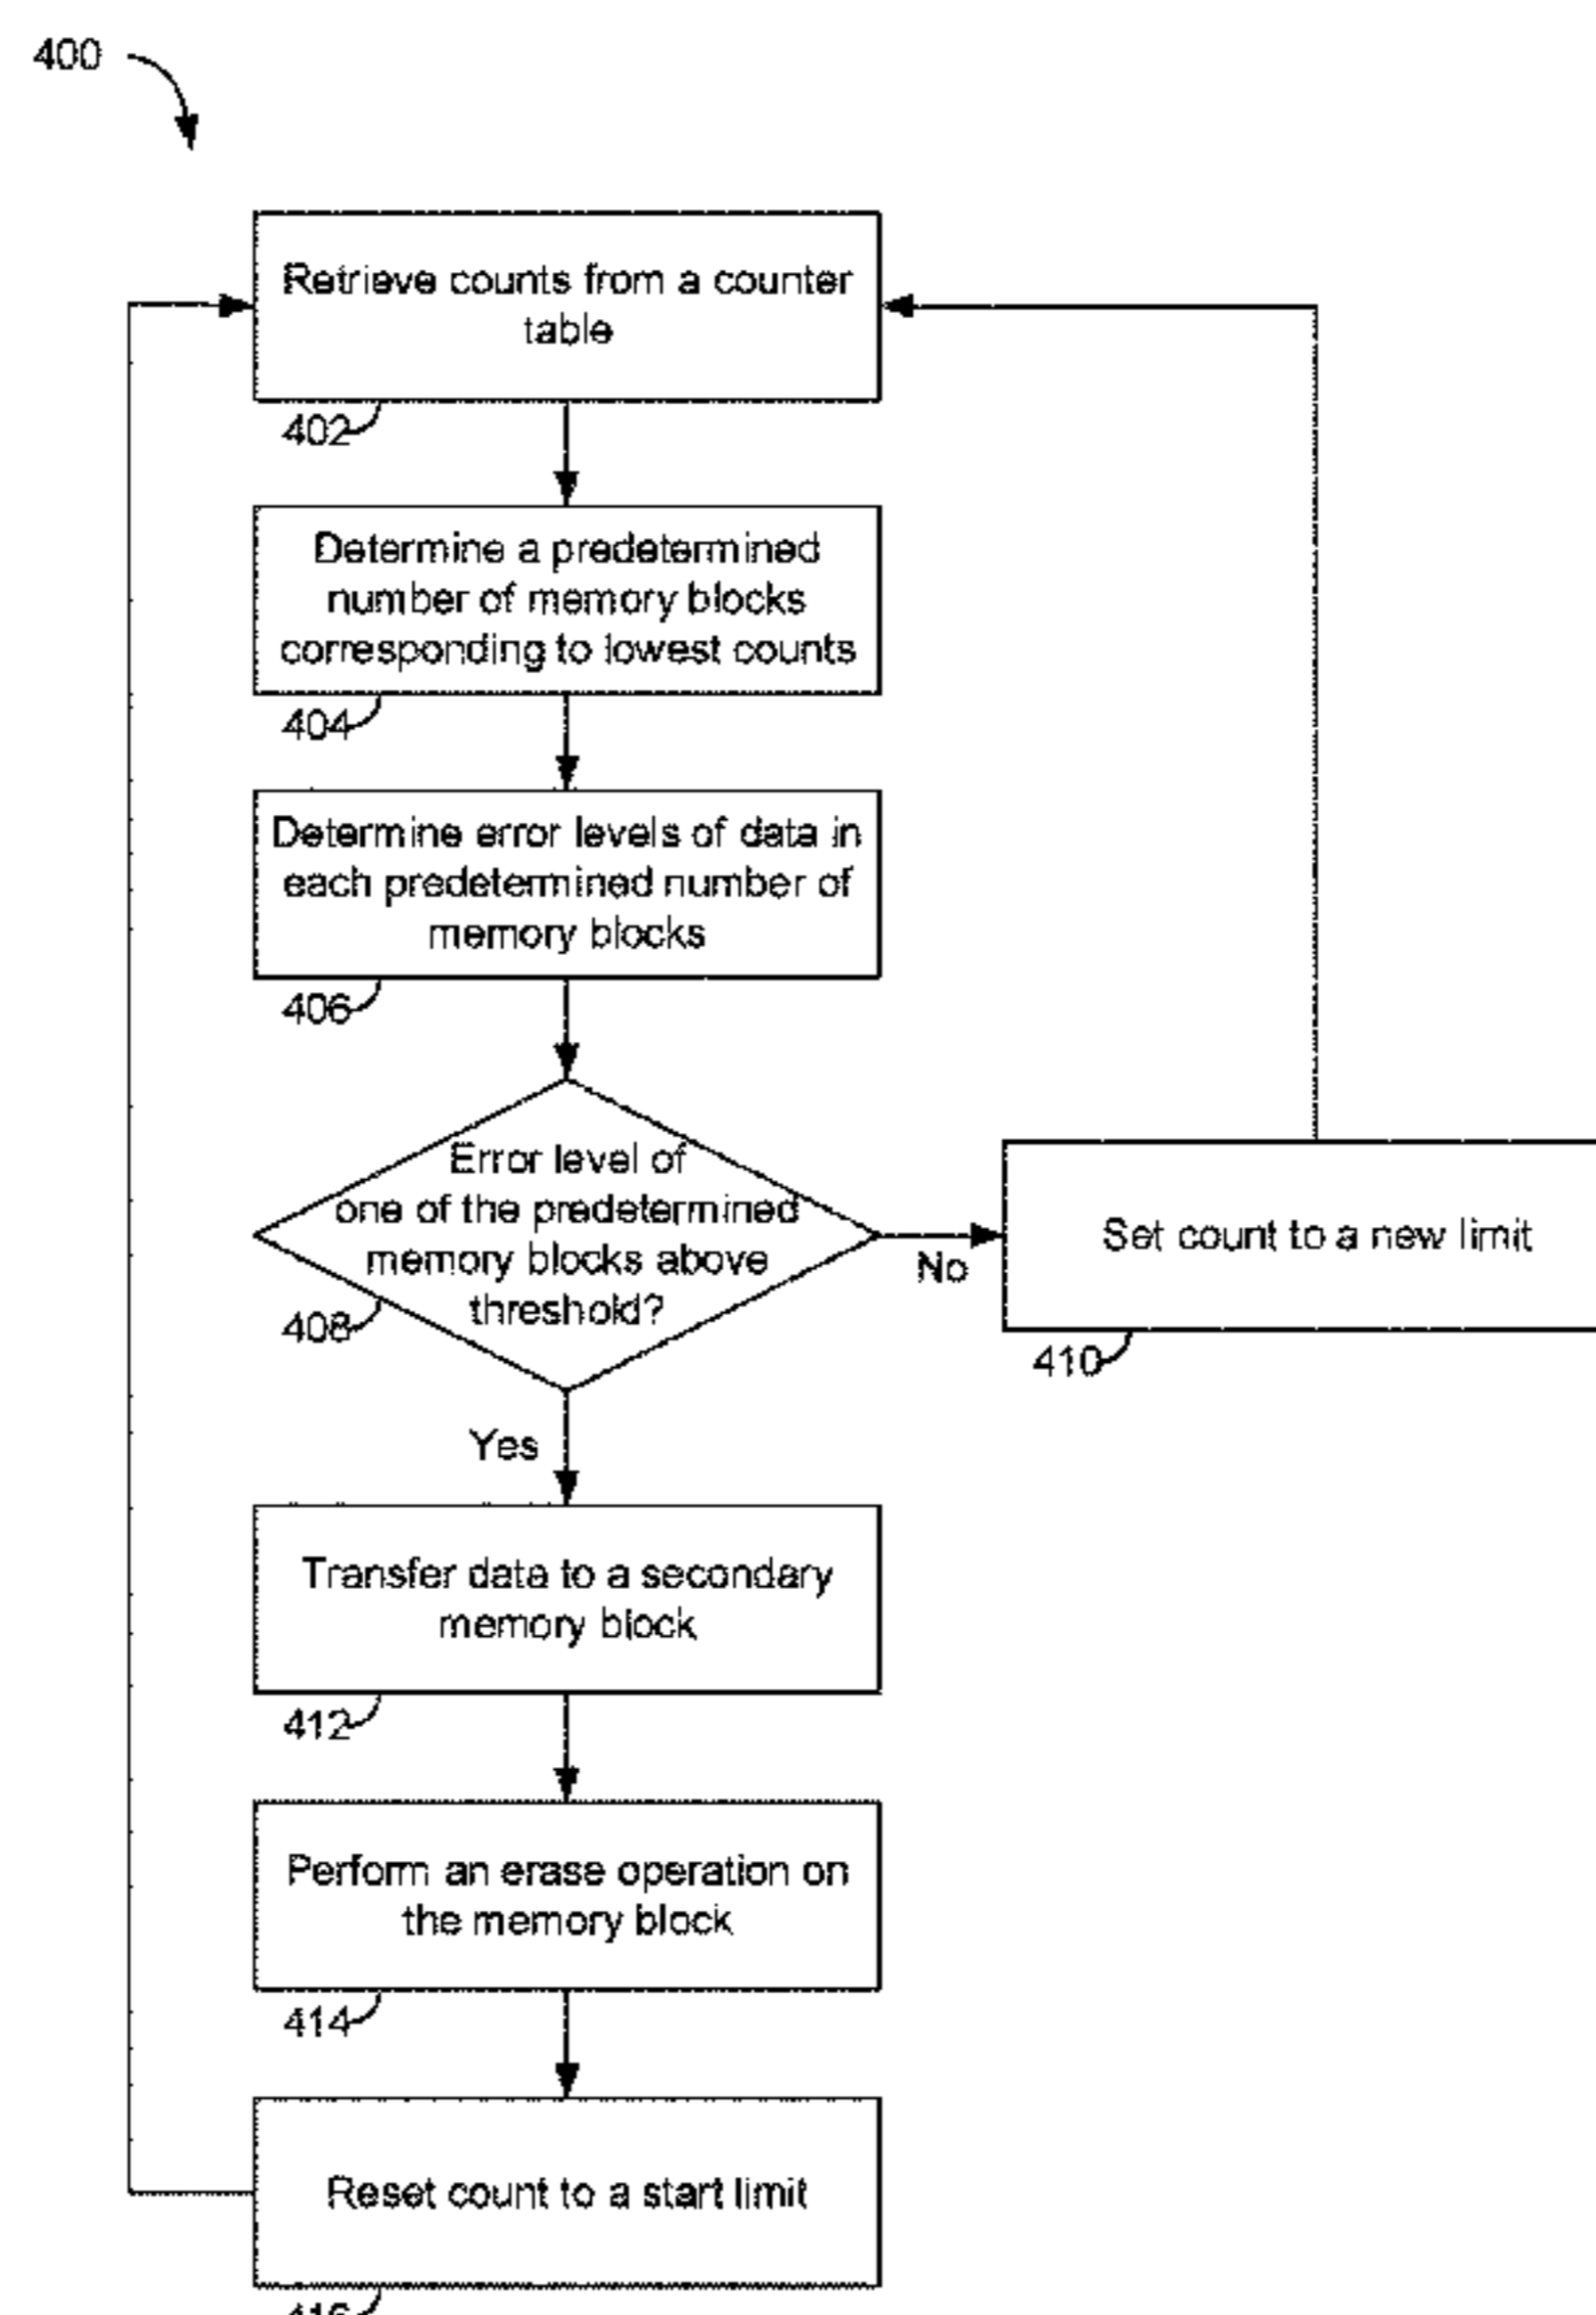 400
Retrieve counts from a counter
table
402
Determine a predetermined
number of memory blocks
corresponding to lowest counts
404
Determine error levels of data in
each predetermined number of
memory blocks
406
Error level of
one of the predetermined
memory blocks above
threshold?
408
No
Set count to a new limit
410
Yes
Transfer data to a secondary
memory block
412
Perform an erase operation on
the memory block
414
Reset count to a start limit
416